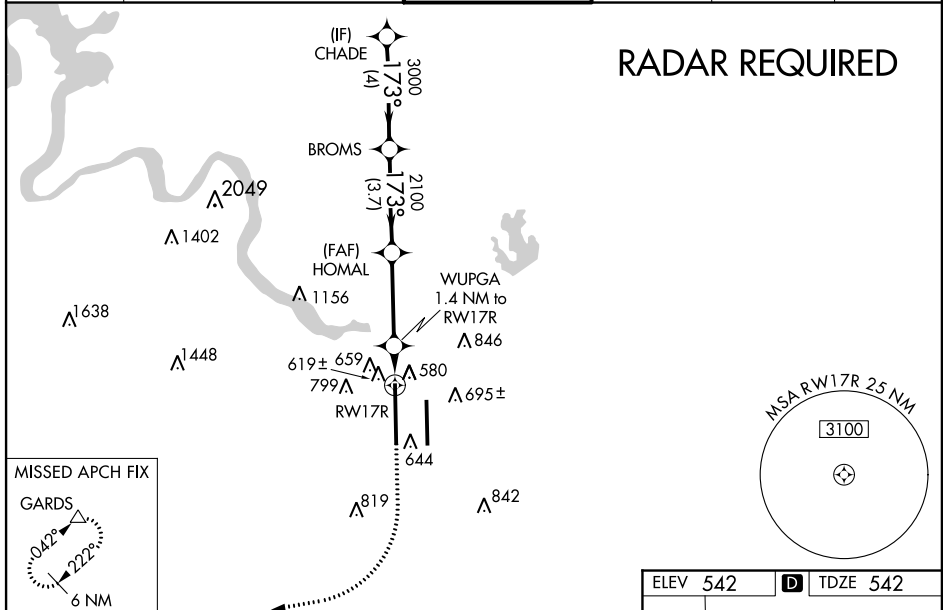 (IF)
CHADE
3000
173°
(4)
RADAR REQUIRED
BROMS
2100
173°
(3.7)
2049
1402
(FAF)
HOMAL
WUPGA
1.4 NM to
RW17R
1156
1638
846
1448
619± 659
580
799
695±
RW17R
MSA RW17R 25 NM
3100
644
MISSED APCH FIX
GARDS
042°
222°
6 NM
819
842
ELEV 542 D TDZE 542